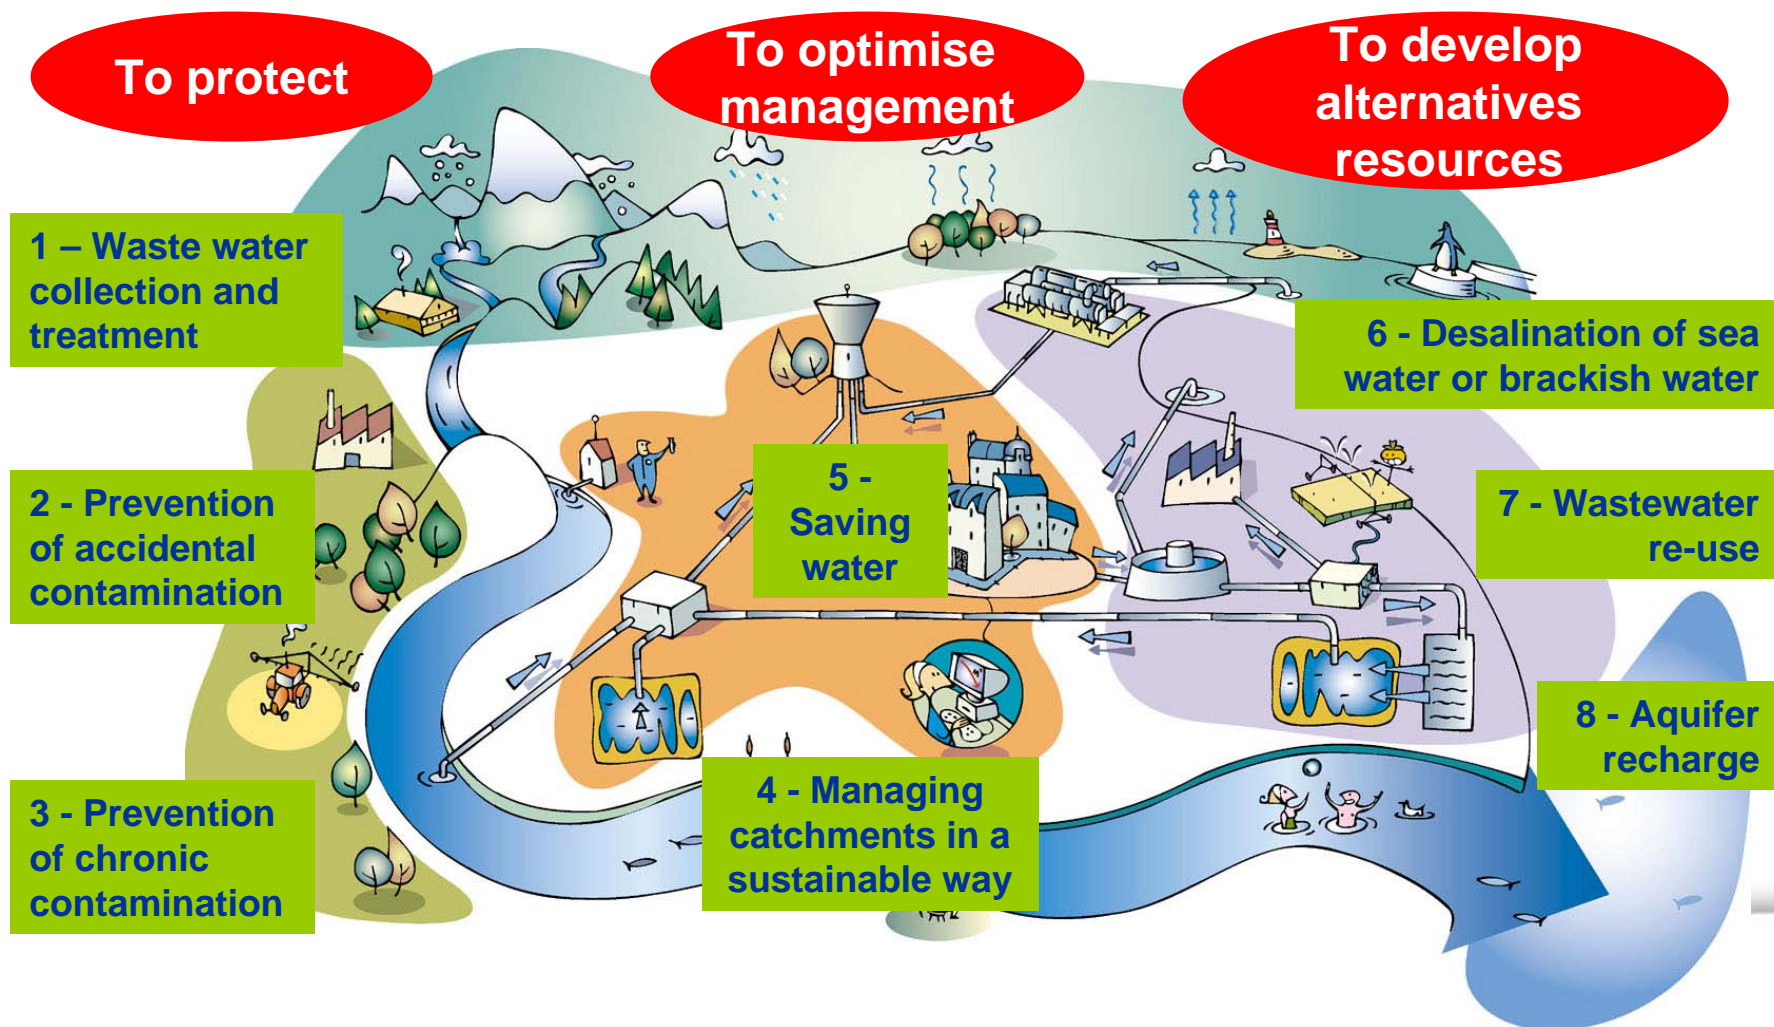 To protect
To optimise
management
To develop
alternatives
resources
1 – Waste water
collection and
treatment
2 - Prevention
of accidental
contamination
3 - Prevention
of chronic
contamination
4 - Managing
catchments in a
sustainable way
5 -
Saving
water
6 - Desalination of sea
water or brackish water
7 - Wastewater
re-use
8 - Aquifer
recharge